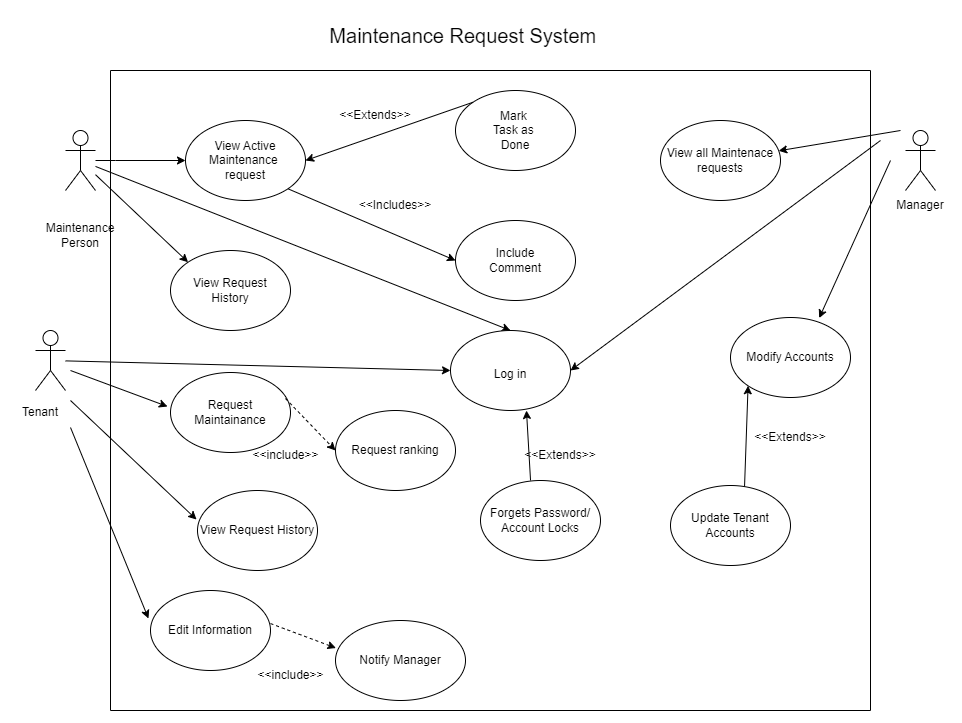 Maintenance Request System
<<Extends>>
Mark
Task as
Done
View Active
Maintenance
request
View all Maintenace
requests
Manager
<<Includes>>
Maintenance
Person
Include
Comment
View Request
History
Log in
Modify Accounts
Tenant
Request
Maintainance
<<include>>
Request ranking
<<Extends>>
<<Extends>>
View Request History
Forgets Password/
Account Locks
Update Tenant
Accounts
Edit Information
Notify Manager
<<include>>